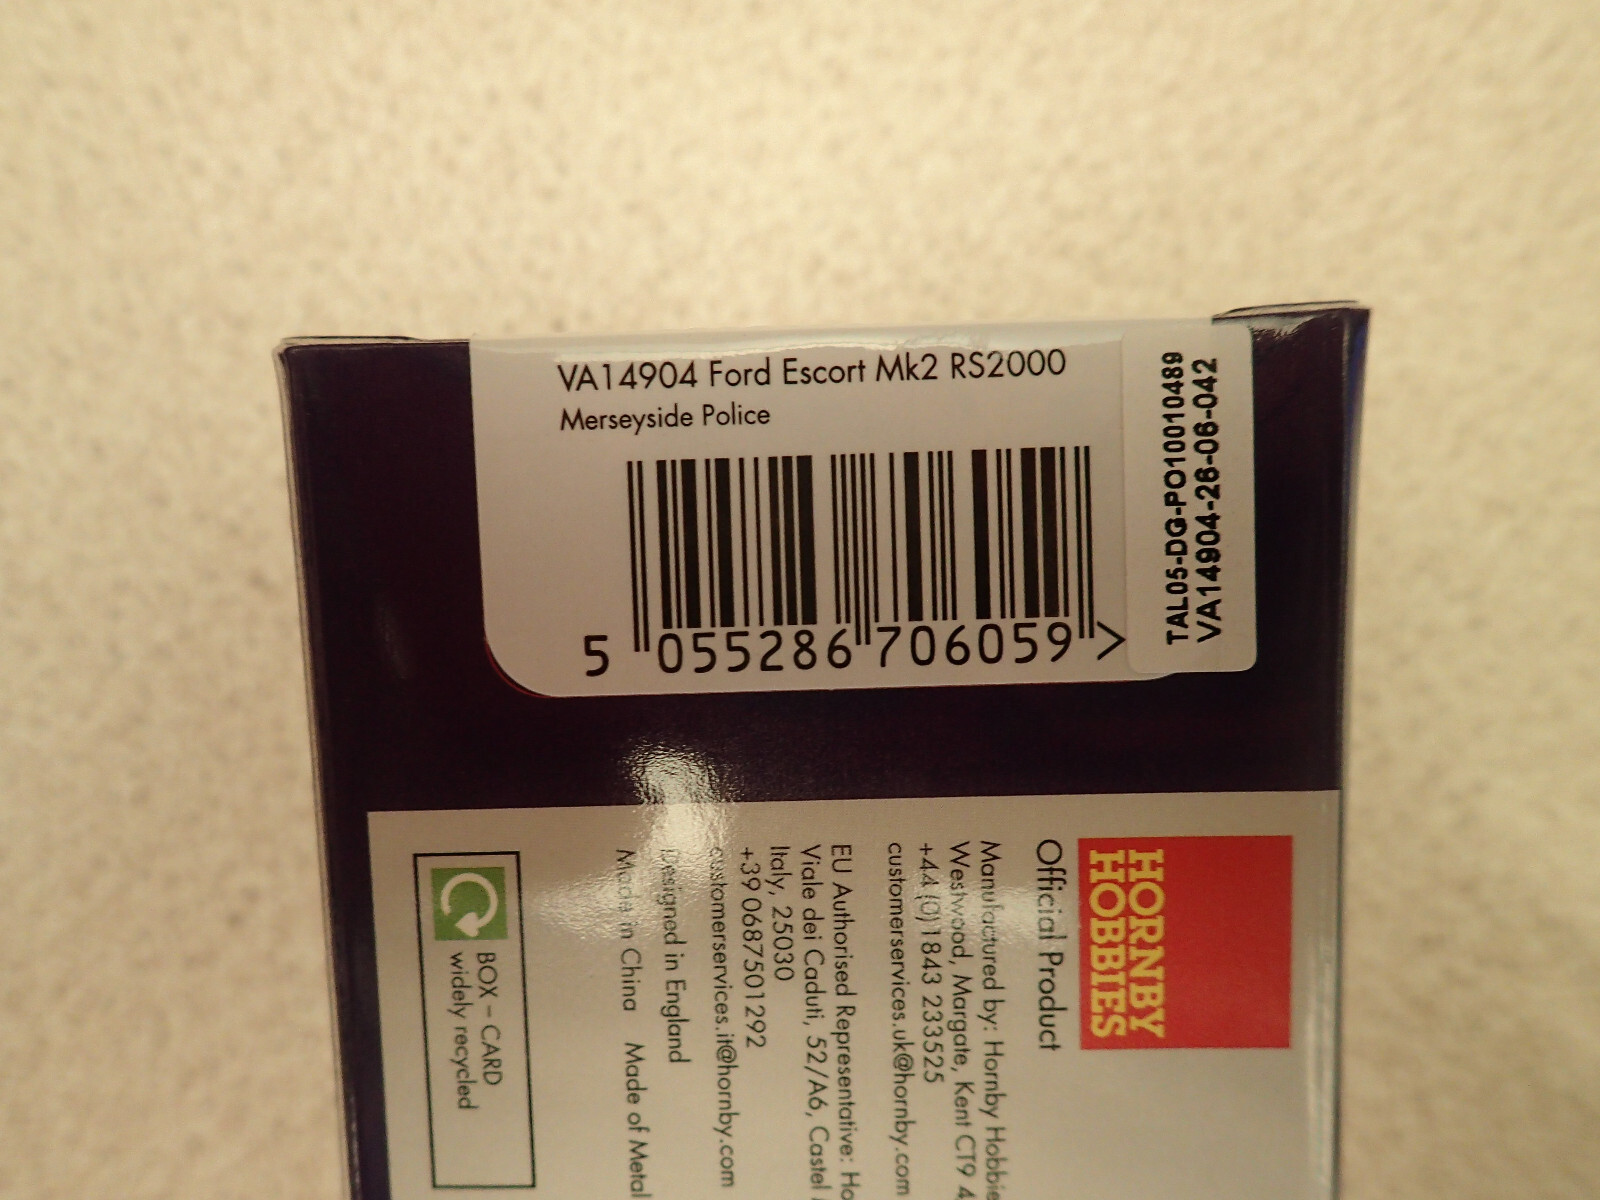 VA14904 Ford Escort Mk2 RS2000
Merseyside Police
5 055286 706059 >
TAL05-DG-PO10010489
VA14904-26-06-042
HORNBY
HOBBIES
Official Product
Manufactured by: Hornby
Westwood, Margate, Kent CT9
+44 (0)1843 233525
customerservices.uk@hornby.com
EU Authorised Representative:
Viale dei Caduti, 52/A6, Castel
Italy, 25030
+39 0687501292
customerservices.it@hornby.com
Designed in England
Made in China Made of Metal
BOX – CARD
widely recycled